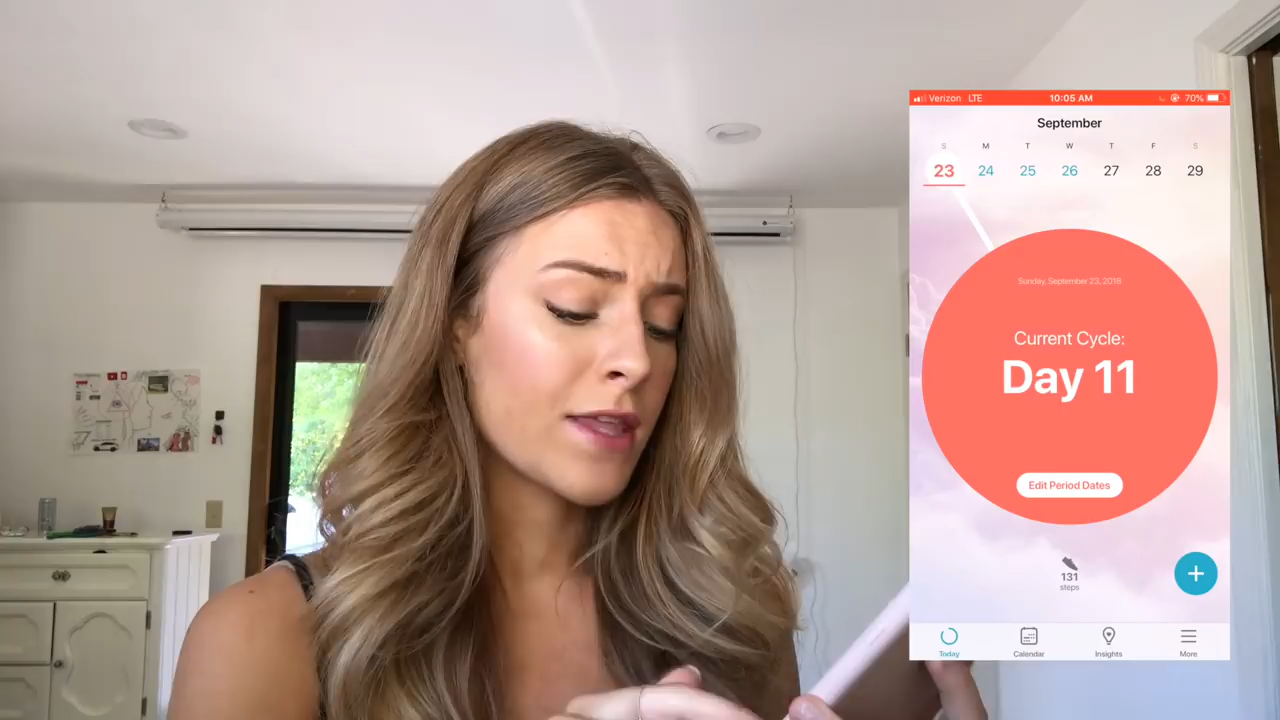 Verizon LTE 10:05 AM 70%
September
S M T W T F S
23 24 25 26 27 28 29
Sunday, September 23, 2018
Current Cycle:
Day 11
Edit Period Dates
131
steps
+
Today Calendar Insights More